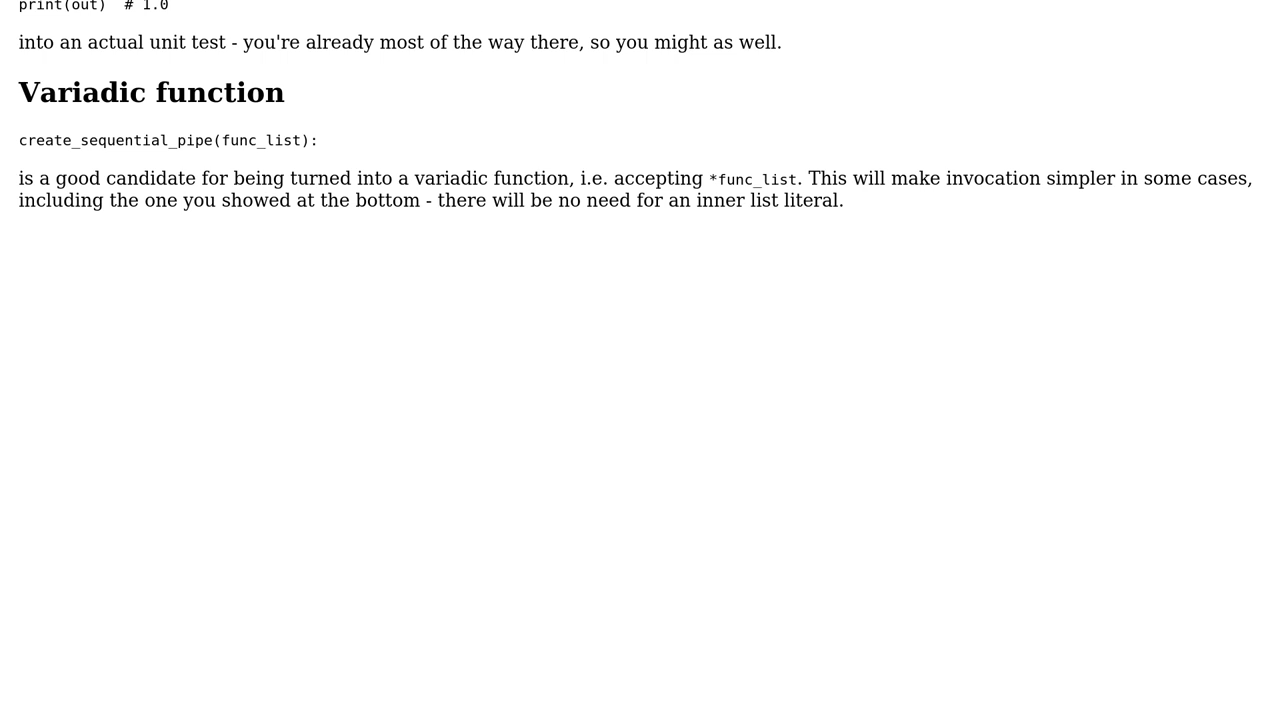 print(out)  # 1.0
into an actual unit test - you're already most of the way there, so you might as well.
Variadic function
create_sequential_pipe(func_list):
is a good candidate for being turned into a variadic function, i.e. accepting *func_list. This will make invocation simpler in some cases,
including the one you showed at the bottom - there will be no need for an inner list literal.